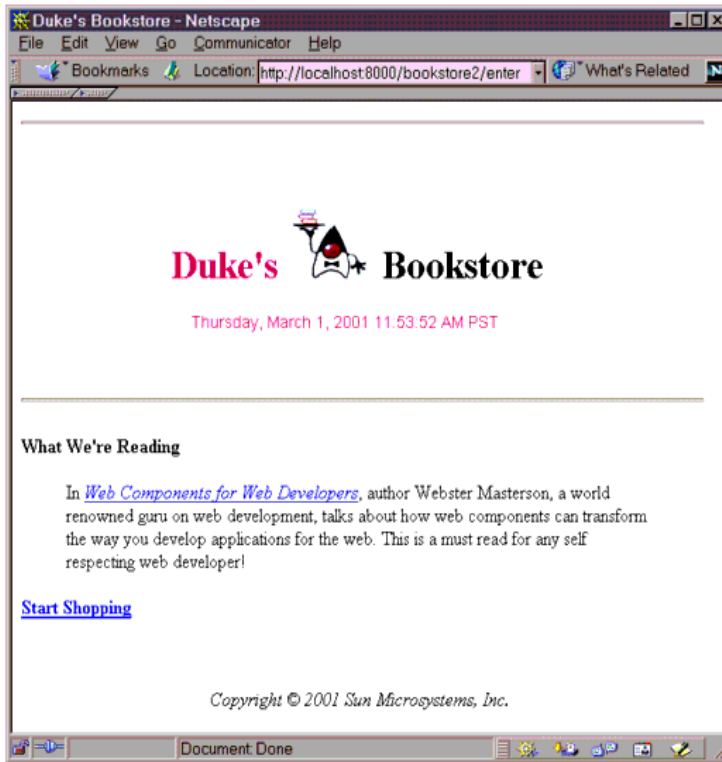 Duke's Bookstore - Netscape
File Edit View Go Communicator Help
Bookmarks Location: http://localhost:8000/bookstore2/enter What's Related N
Duke's Bookstore
Thursday, March 1, 2001 11:53:52 AM PST
What We're Reading
In Web Components for Web Developers, author Webster Masterson, a world
renowned guru on web development, talks about how web components can transform
the way you develop applications for the web. This is a must read for any self
respecting web developer!
Start Shopping
Copyright © 2001 Sun Microsystems, Inc.
Document: Done